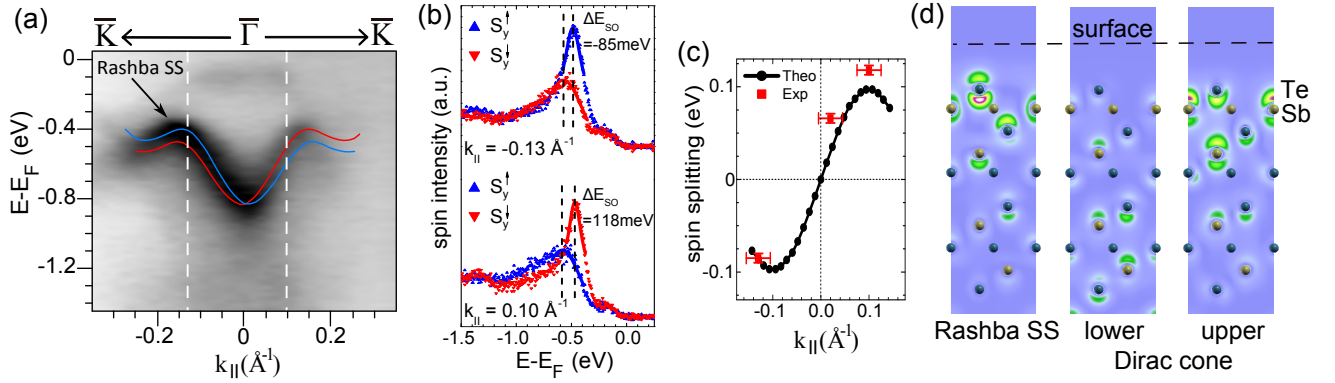 (a)
K̅ Γ̅ K̅
Rashba SS
0
-0.4
-0.8
-1.2
E-E_F (eV)
-0.2 0 0.2
k_||(Å⁻¹)
(b)
S_y↑
S_y↓
ΔE_SO
=-85meV
k_|| = -0.13 Å⁻¹
S_y↑
S_y↓
ΔE_SO
=118meV
k_|| = 0.10 Å⁻¹
spin intensity (a.u.)
-1.5 -1.0 -0.5 0.0
E-E_F (eV)
(c)
Theo
Exp
0.1
0
-0.1
spin splitting (eV)
-0.1 0.0 0.1
k_||(Å⁻¹)
(d)
surface
Te
Sb
Rashba SS lower upper
Dirac cone